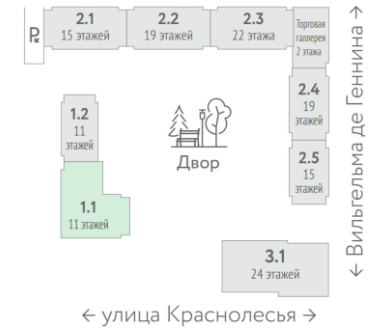 2.1
15 этажей
2.2
19 этажей
2.3
22 этажа
Торговая
галлерея
2 этажа
2.4
19
этажей
2.5
15
этажей
1.2
11
этажей
1.1
11 этажей
Двор
3.1
24 этажей
← улица Краснолесья →
← Вильгельма де Геннина →